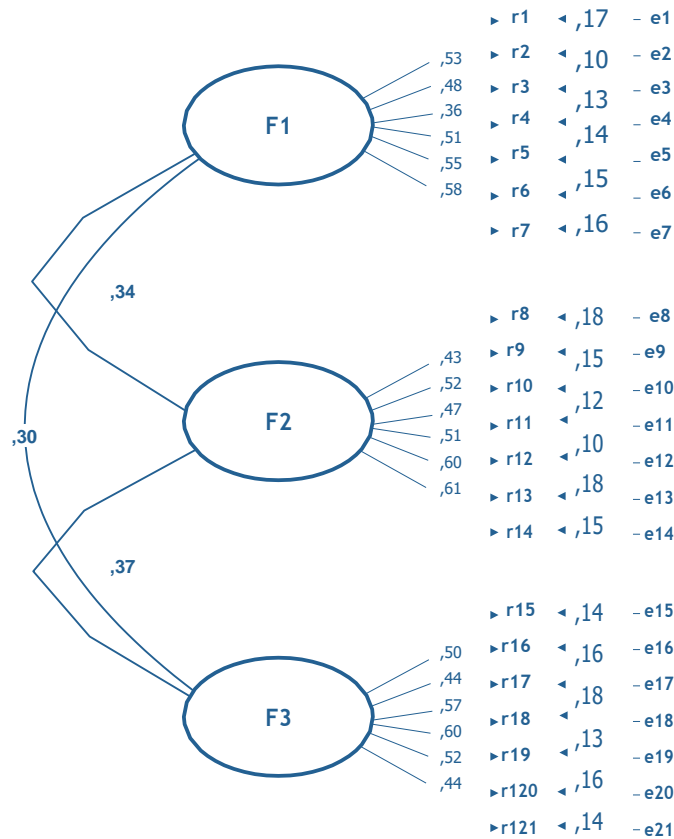 r1 ,17 e1
r2 ,10 e2
,53
,48 r3 ,13 e3
,36 r4 ,14 e4
F1
,51
,55 r5 e5
,58 r6 ,15 e6
r7 ,16 e7
,34
r8 ,18 e8
,43 r9 ,15 e9
,52 r10 ,12 e10
,47
F2
,51 r11 e11
,60 r12 ,10 e12
,61 r13 ,18 e13
r14 ,15 e14
,30
,37
r15 ,14 e15
,50 r16 ,16 e16
,44 r17 ,18 e17
,57
F3
,60 r18 e18
,52 r19 ,13 e19
,44 r120 ,16 e20
r121 ,14 e21